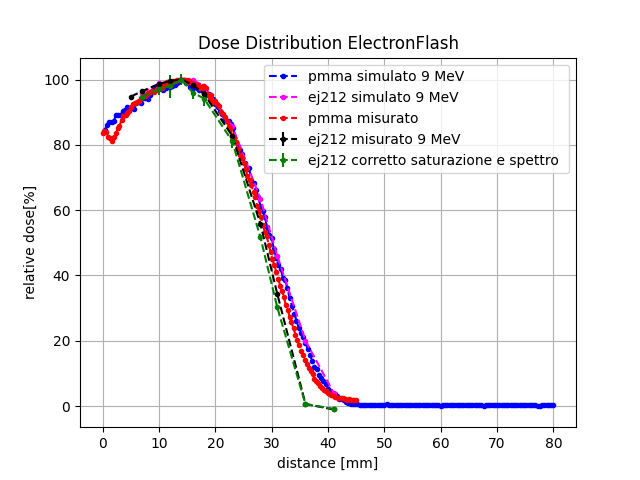 Dose Distribution ElectronFlash
pmma simulato 9 MeV
ej212 simulato 9 MeV
pmma misurato
ej212 misurato 9 MeV
ej212 corretto saturazione e spettro
relative dose[%]
100
80
60
40
20
0
0 10 20 30 40 50 60 70 80
distance [mm]